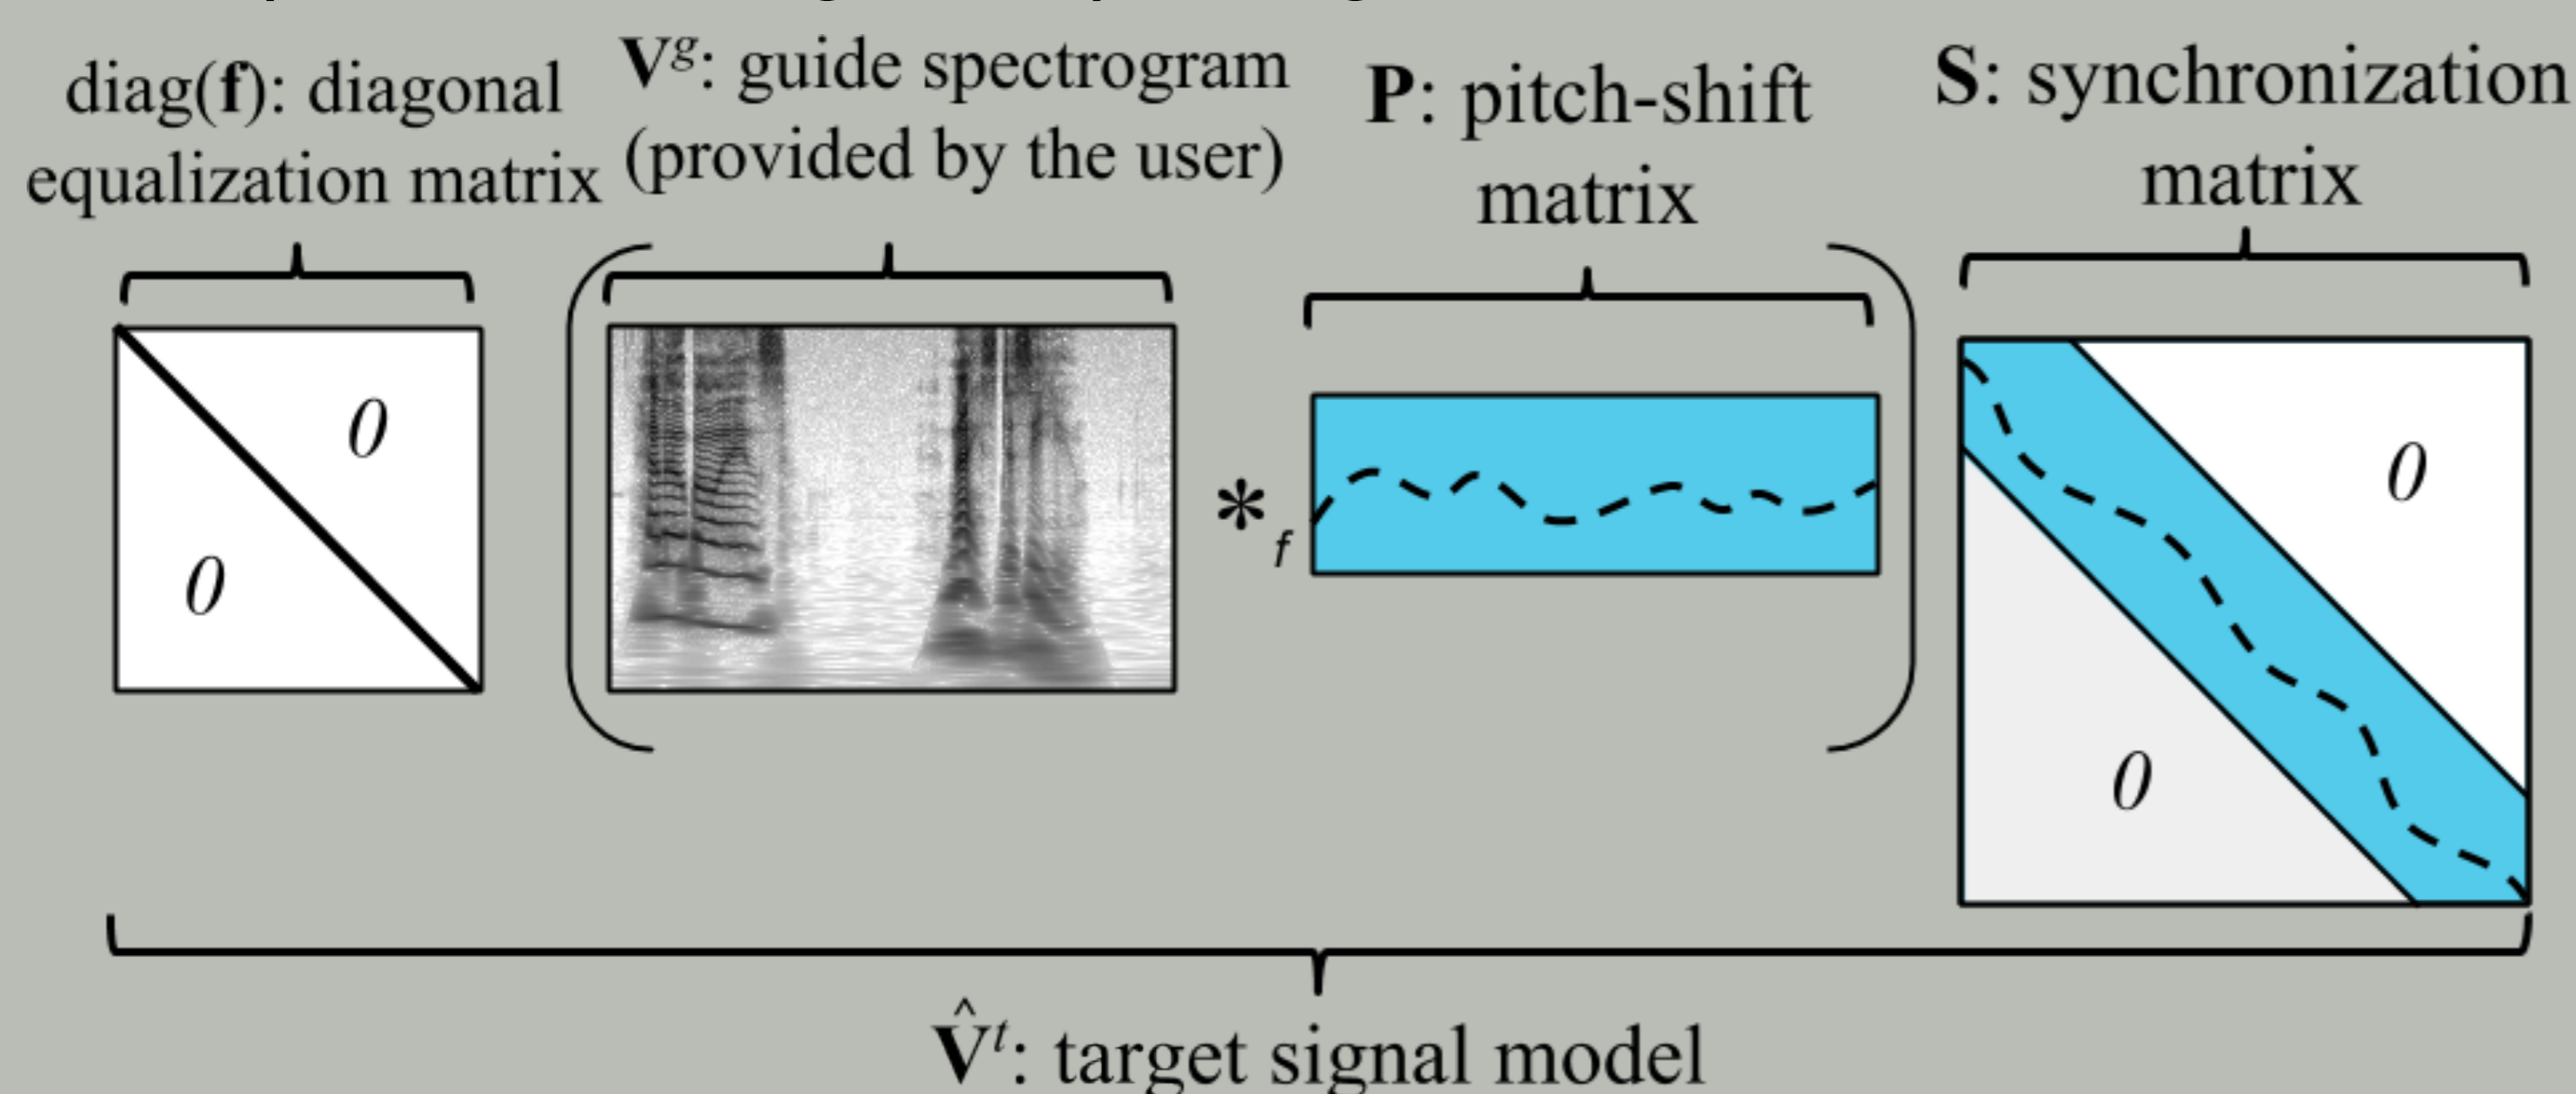 diag(f): diagonal
equalization matrix
V^g: guide spectrogram
(provided by the user)
P: pitch-shift
matrix
S: synchronization
matrix
0
0
*_f
0
0
V̂^t: target signal model